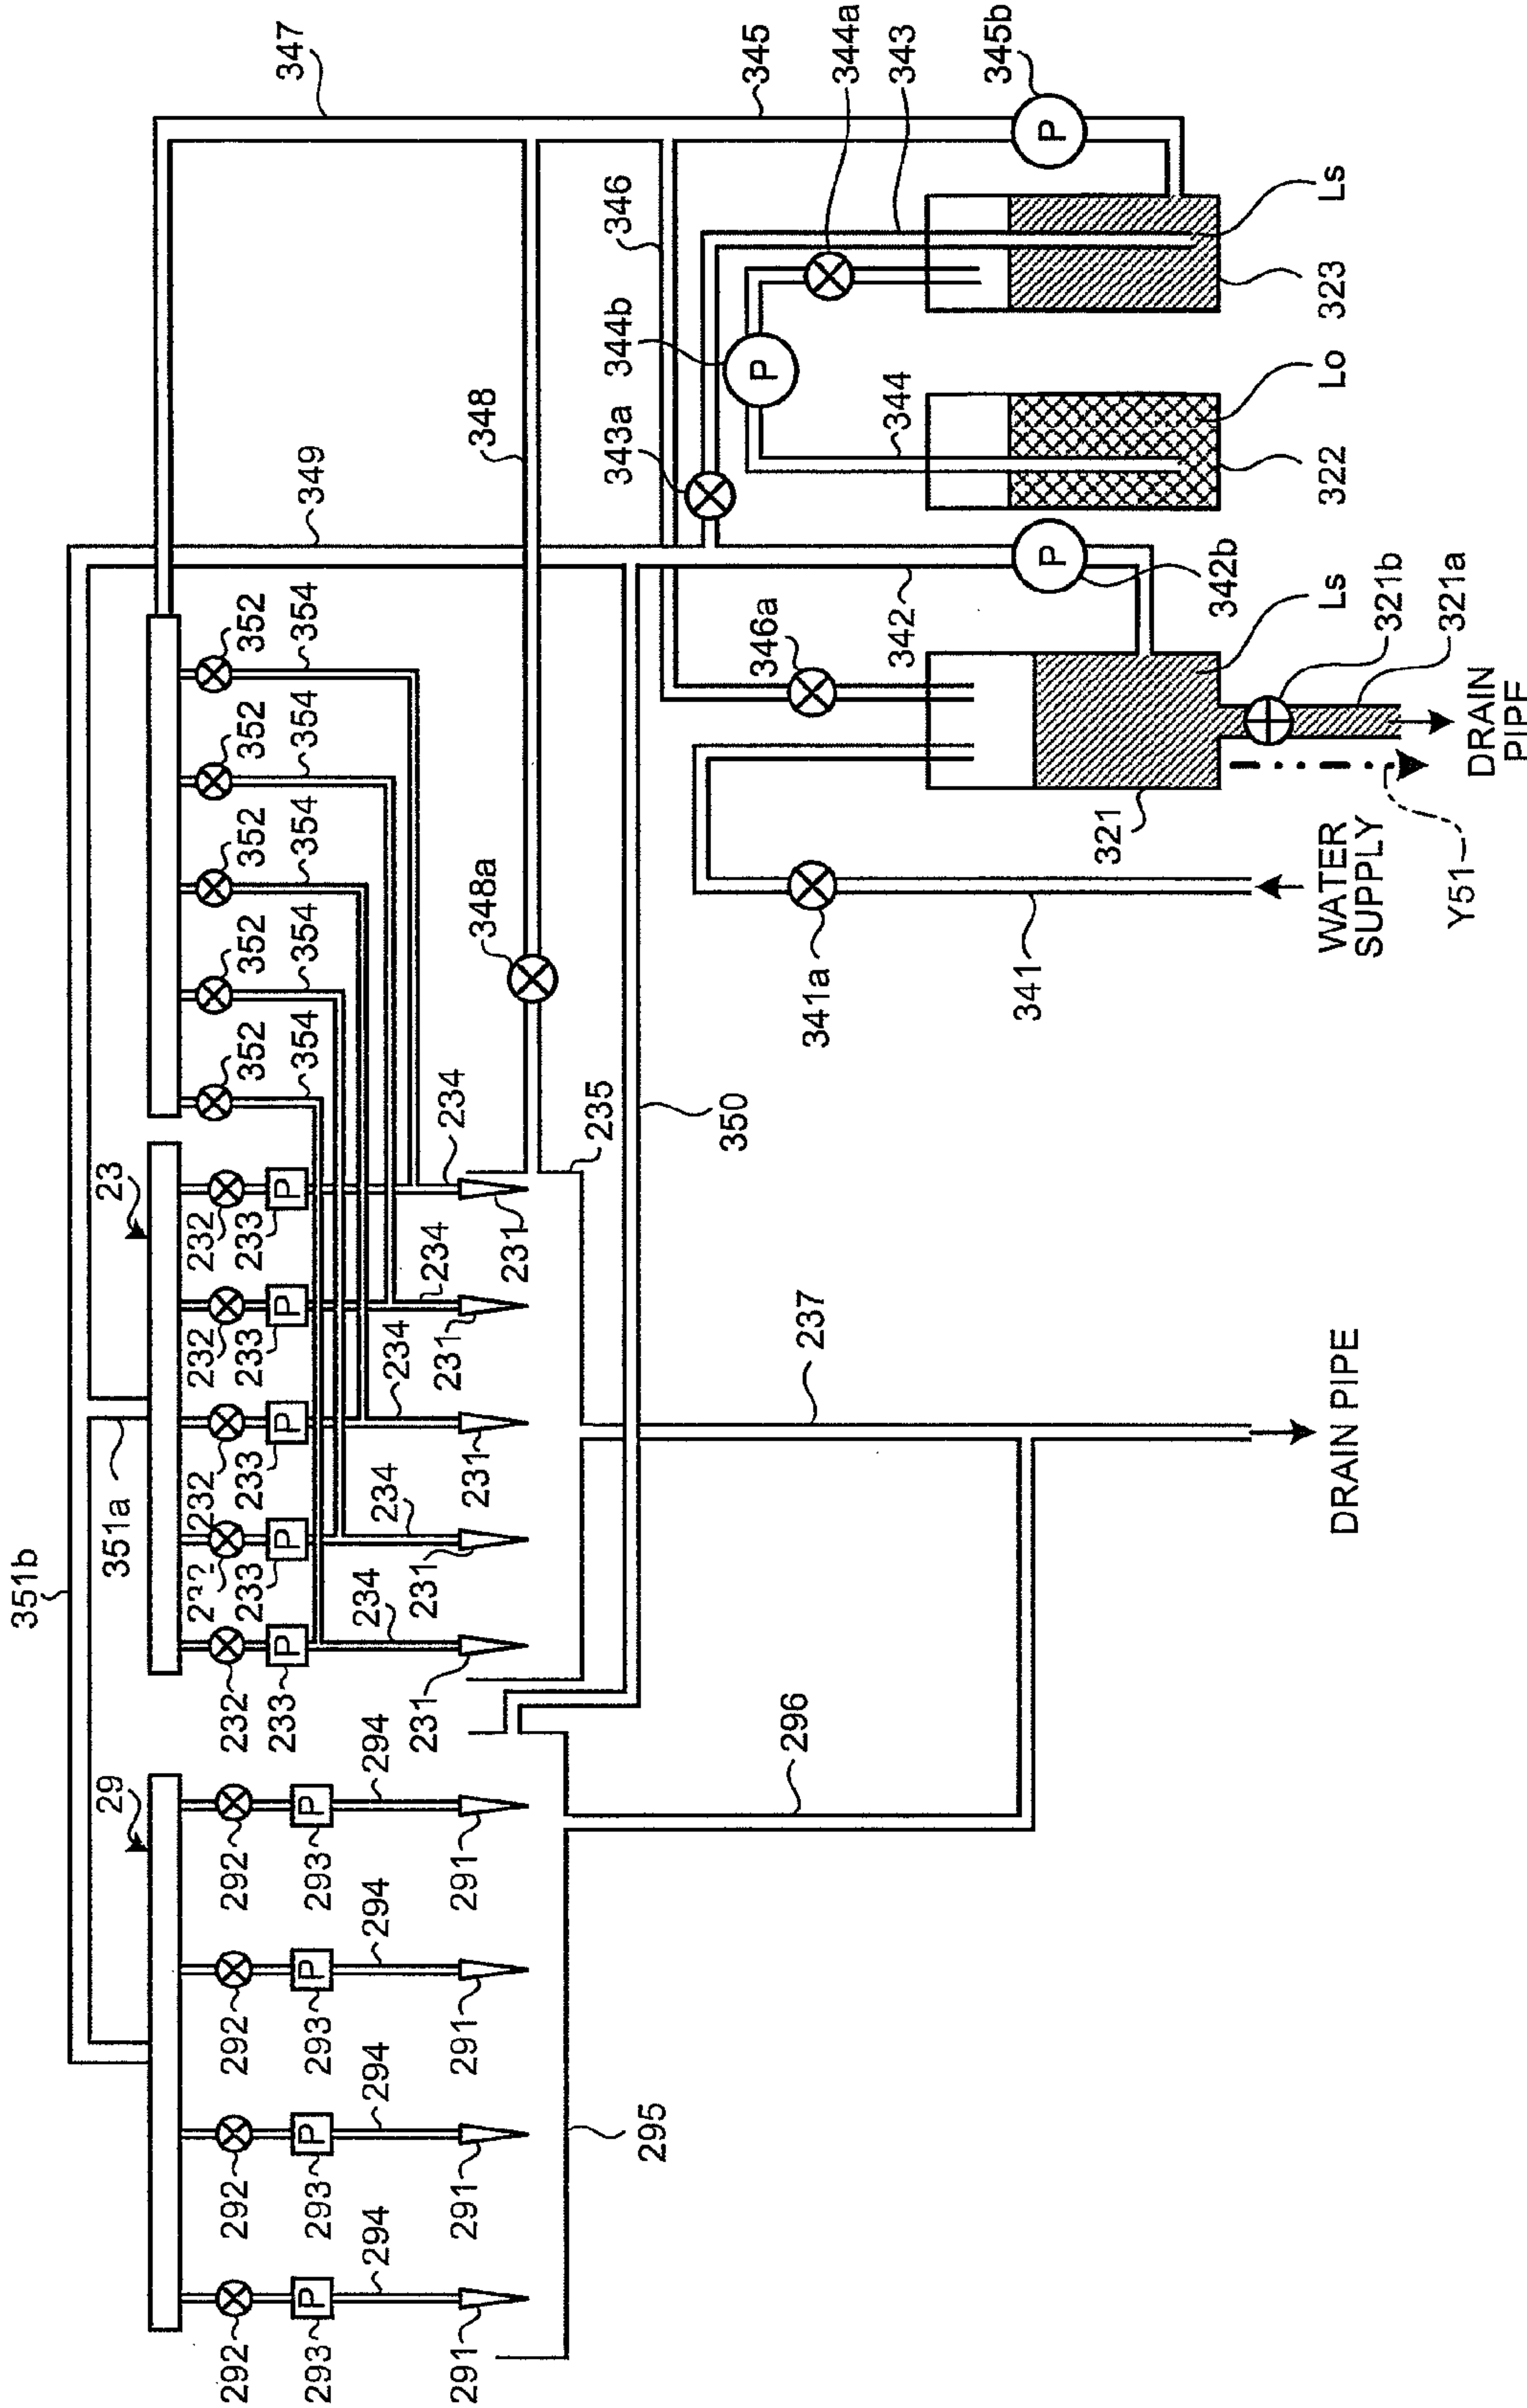 351b
29
23
351a
347
292
292
292
292
232
232
232
232
352
352
352
352
352
293
293
293
293
233
233
233
233
233
P
P
P
P
P
P
P
P
P
354
354
354
354
354
349
294
294
294
294
234
234
234
234
234
291
291
291
291
231
231
231
231
231
348a
348
235
295
350
343a
344b
346
345
346a
344a
P
296
237
341a
342
344
343
345b
P
P
341
321
342b
DRAIN PIPE
WATER
SUPPLY
Ls
322
Lo
323
Ls
321b
321a
Y51
DRAIN
PIPE